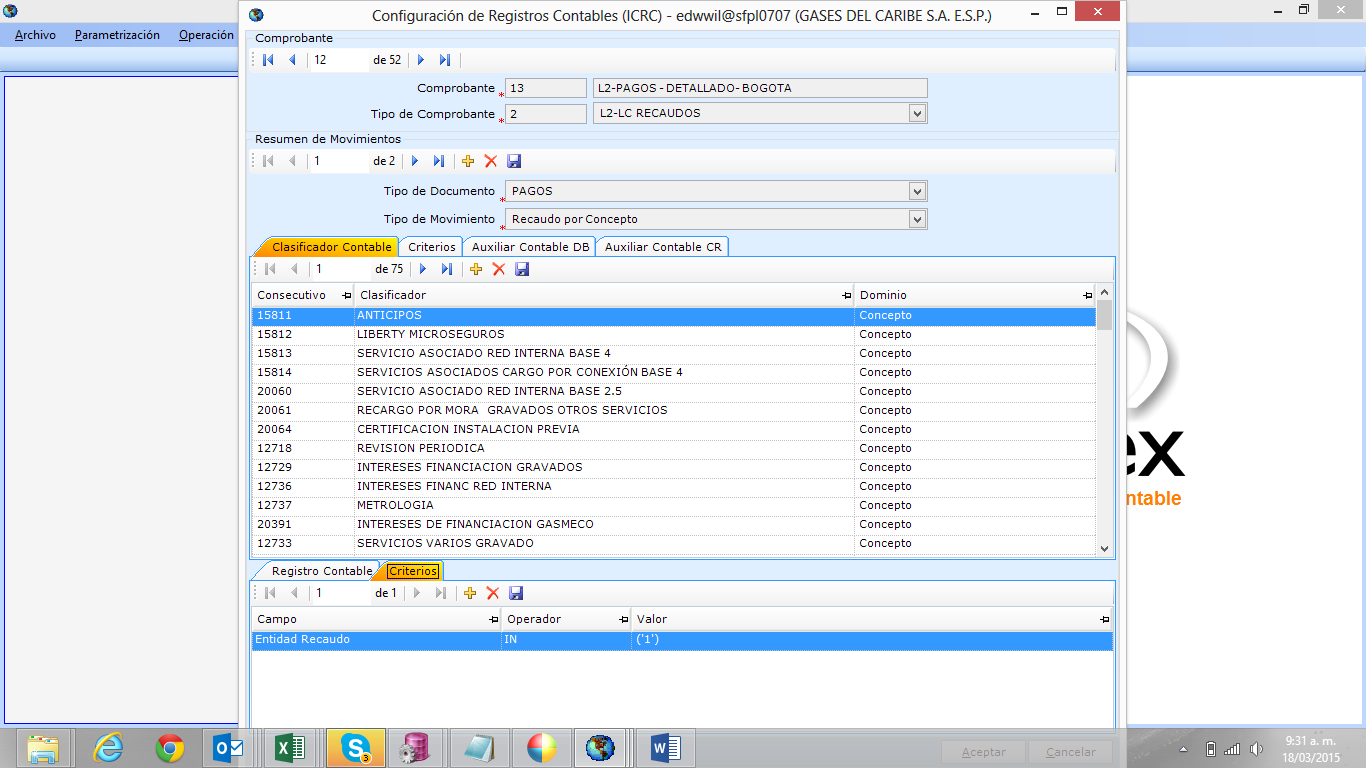 Configuración de Registros Contables (ICRC) - edwwil@sfpl0707 (GASES DEL CARIBE S.A. E.S.P.)
Archivo Parametrización Operación
Comprobante
12 de 52
Comprobante * 13 L2-PAGOS - DETALLADO- BOGOTA
Tipo de Comprobante * 2 L2-LC RECAUDOS
Resumen de Movimientos
1 de 2
Tipo de Documento * PAGOS
Tipo de Movimiento * Recaudo por Concepto
Clasificador Contable Criterios Auxiliar Contable DB Auxiliar Contable CR
1 de 75
Consecutivo Clasificador Dominio
15811 ANTICIPOS Concepto
15812 LIBERTY MICROSEGUROS Concepto
15813 SERVICIO ASOCIADO RED INTERNA BASE 4 Concepto
15814 SERVICIOS ASOCIADOS CARGO POR CONEXIÓN BASE 4 Concepto
20060 SERVICIO ASOCIADO RED INTERNA BASE 2.5 Concepto
20061 RECARGO POR MORA GRAVADOS OTROS SERVICIOS Concepto
20064 CERTIFICACION INSTALACION PREVIA Concepto
12718 REVISION PERIODICA Concepto
12729 INTERESES FINANCIACION GRAVADOS Concepto
12736 INTERESES FINANC RED INTERNA Concepto
12737 METROLOGIA Concepto
20391 INTERESES DE FINANCIACION GASMECO Concepto
12733 SERVICIOS VARIOS GRAVADO Concepto
ex
ntable
Registro Contable Criterios
1 de 1
Campo Operador Valor
Entidad Recaudo IN ('1')
Aceptar Cancelar
3
9:31 a. m.
18/03/2015